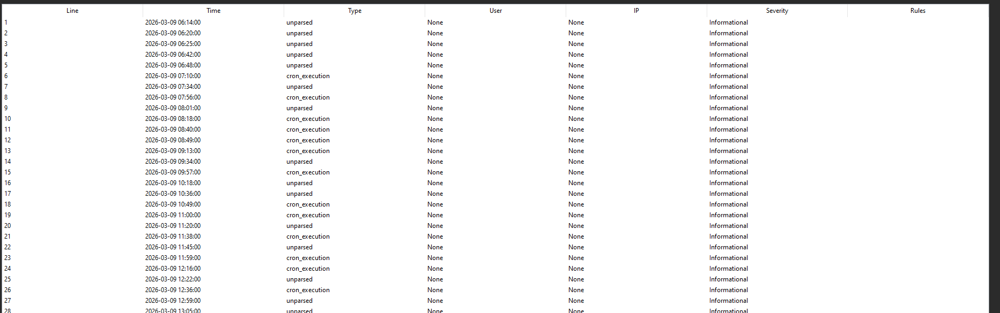 Line Time Type User IP Severity Rules
1 2026-03-09 06:14:00 unparsed None None Informational
2 2026-03-09 06:20:00 unparsed None None Informational
3 2026-03-09 06:25:00 unparsed None None Informational
4 2026-03-09 06:42:00 unparsed None None Informational
5 2026-03-09 06:48:00 unparsed None None Informational
6 2026-03-09 07:10:00 cron_execution None None Informational
7 2026-03-09 07:34:00 unparsed None None Informational
8 2026-03-09 07:56:00 cron_execution None None Informational
9 2026-03-09 08:01:00 unparsed None None Informational
10 2026-03-09 08:18:00 cron_execution None None Informational
11 2026-03-09 08:40:00 cron_execution None None Informational
12 2026-03-09 08:49:00 cron_execution None None Informational
13 2026-03-09 09:13:00 cron_execution None None Informational
14 2026-03-09 09:34:00 unparsed None None Informational
15 2026-03-09 09:57:00 cron_execution None None Informational
16 2026-03-09 10:18:00 unparsed None None Informational
17 2026-03-09 10:36:00 unparsed None None Informational
18 2026-03-09 10:49:00 cron_execution None None Informational
19 2026-03-09 11:00:00 cron_execution None None Informational
20 2026-03-09 11:20:00 unparsed None None Informational
21 2026-03-09 11:38:00 cron_execution None None Informational
22 2026-03-09 11:45:00 unparsed None None Informational
23 2026-03-09 11:59:00 cron_execution None None Informational
24 2026-03-09 12:16:00 cron_execution None None Informational
25 2026-03-09 12:22:00 unparsed None None Informational
26 2026-03-09 12:36:00 cron_execution None None Informational
27 2026-03-09 12:59:00 unparsed None None Informational
28 2026-03-09 13:05:00 unparsed None None Informational